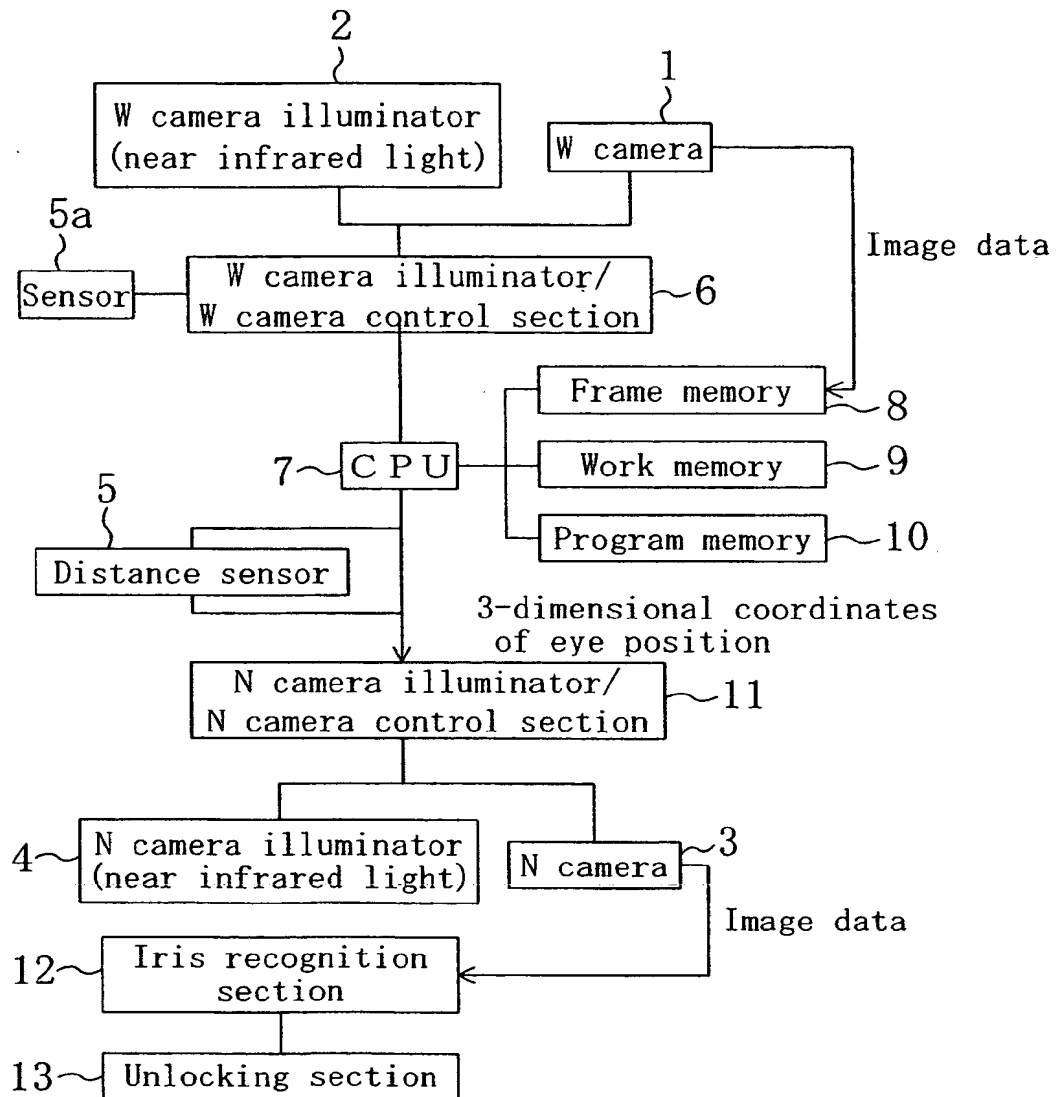 2
1
W camera illuminator
(near infrared light)
W camera
5a
Image data
Sensor
W camera illuminator/
W camera control section
6
Frame memory
8
7
CPU
Work memory
9
5
Program memory
10
Distance sensor
3-dimensional coordinates
of eye position
N camera illuminator/
N camera control section
11
4
N camera illuminator
(near infrared light)
N camera
3
Image data
12
Iris recognition
section
13
Unlocking section